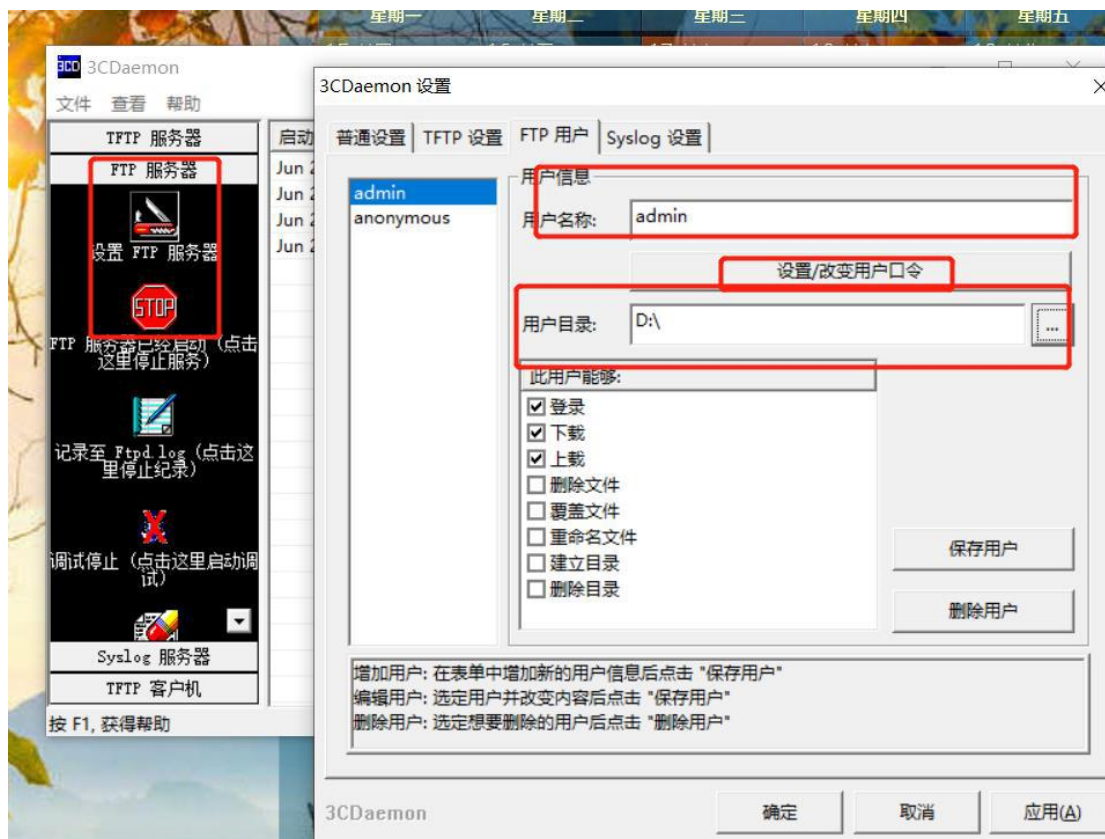 星期一 星期二 星期三 星期四 星期五
3CD 3CDaemon
文件 查看 帮助
TFTP 服务器
FTP 服务器
设置 FTP 服务器
STOP
FTP 服务器已经启动 (点击
这里停止服务)
记录至 Ftpd.log (点击这
里停止纪录)
调试停止 (点击这里启动调
试)
Syslog 服务器
TFTP 客户机
按 F1, 获得帮助
启动
Jun 2
Jun 2
Jun 2
Jun 2
3CDaemon 设置
普通设置 TFTP 设置 FTP 用户 Syslog 设置
admin
anonymous
用户信息
用户名称: admin
设置/改变用户口令
用户目录: D:\
...
此用户能够:
登录
下载
上载
删除文件
覆盖文件
重命名文件
建立目录
删除目录
保存用户
删除用户
增加用户: 在表单中增加新的用户信息后点击 "保存用户"
编辑用户: 选定用户并改变内容后点击 "保存用户"
删除用户: 选定想要删除的用户后点击 "删除用户"
3CDaemon
确定 取消 应用(A)